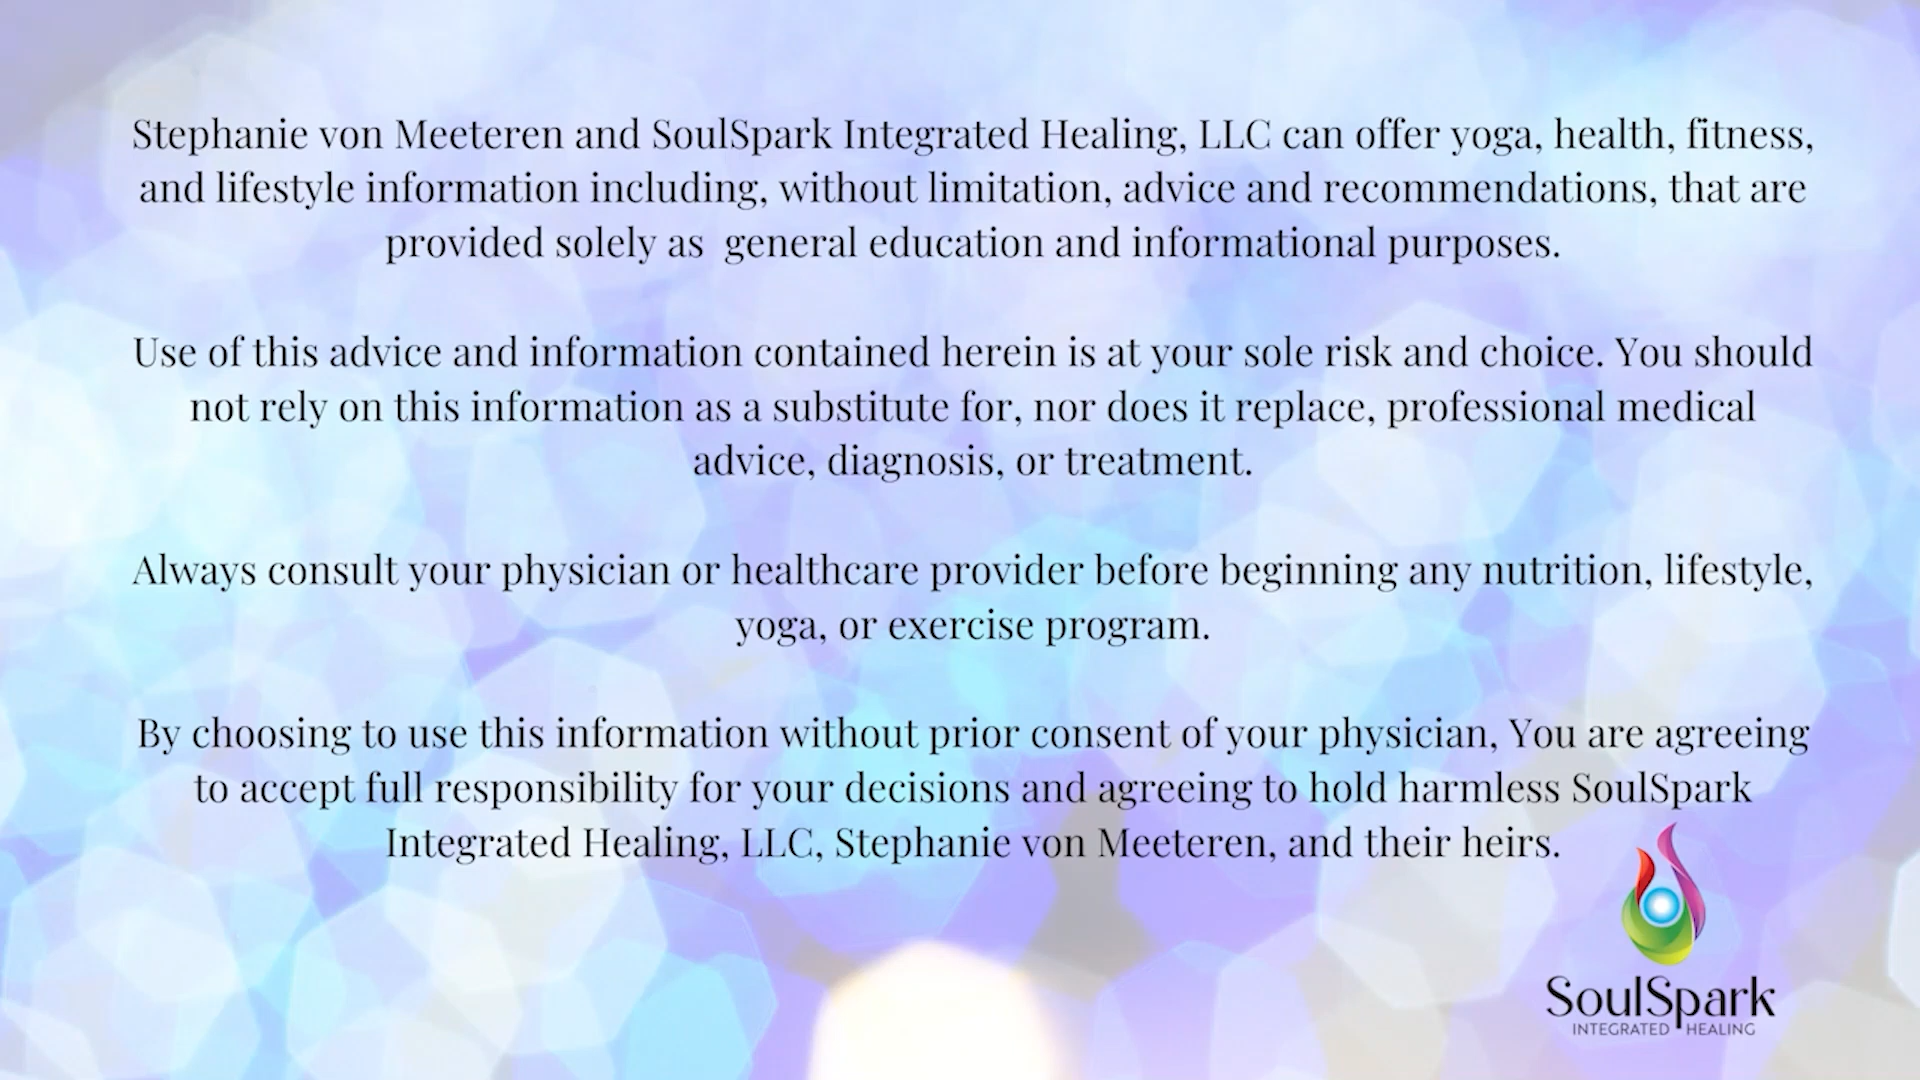 Stephanie von Meeteren and SoulSpark Integrated Healing, LLC can offer yoga, health, fitness,
and lifestyle information including, without limitation, advice and recommendations, that are
provided solely as  general education and informational purposes.
Use of this advice and information contained herein is at your sole risk and choice. You should
not rely on this information as a substitute for, nor does it replace, professional medical
advice, diagnosis, or treatment.
Always consult your physician or healthcare provider before beginning any nutrition, lifestyle,
yoga, or exercise program.
By choosing to use this information without prior consent of your physician, You are agreeing
to accept full responsibility for your decisions and agreeing to hold harmless SoulSpark
Integrated Healing, LLC, Stephanie von Meeteren, and their heirs.
SoulSpark
INTEGRATED HEALING